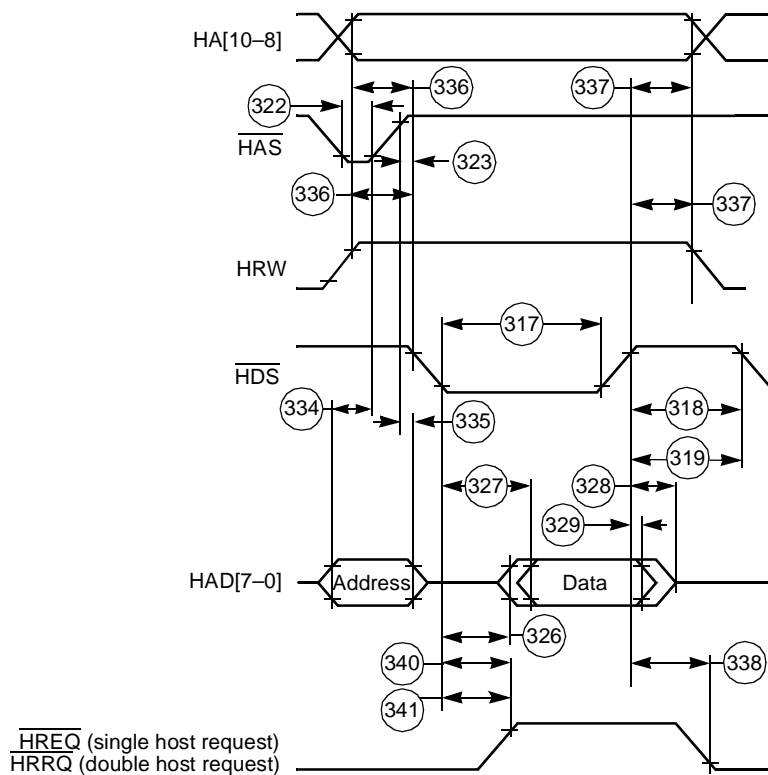 HA[10–8]
336
337
322
HAS
323
336
337
HRW
317
HDS
334
318
335
319
327
328
329
HAD[7–0]
Address
Data
326
340
338
341
HREQ (single host request)
HRRQ (double host request)